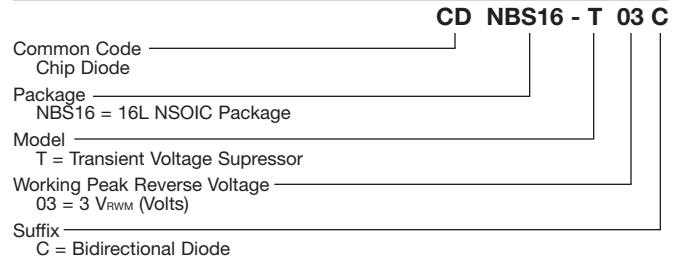 CD NBS16 - T 03 C
Common Code
Chip Diode
Package
NBS16 = 16L NSOIC Package
Model
T = Transient Voltage Supressor
Working Peak Reverse Voltage
03 = 3 VRWM (Volts)
Suffix
C = Bidirectional Diode